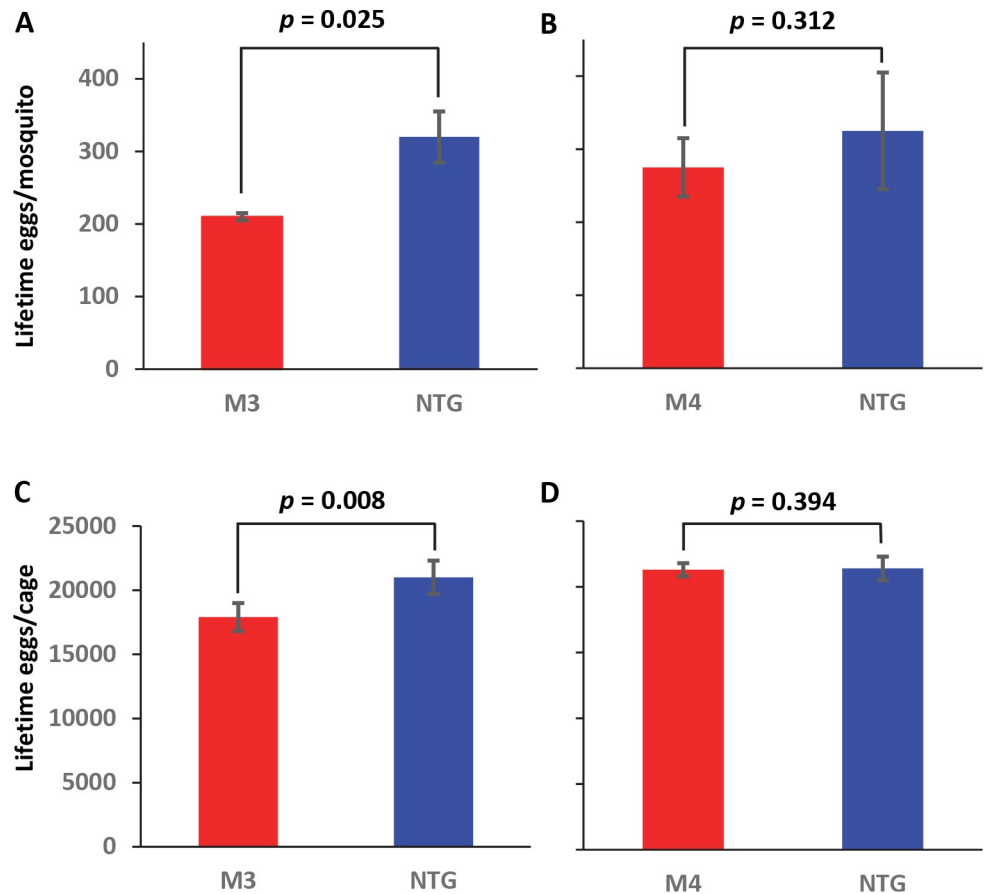 A
p = 0.025
Lifetime eggs/mosquito
400
300
200
100
0
M3
NTG
B
p = 0.312
M4
NTG
C
p = 0.008
Lifetime eggs/cage
25000
20000
15000
10000
5000
0
M3
NTG
D
p = 0.394
M4
NTG